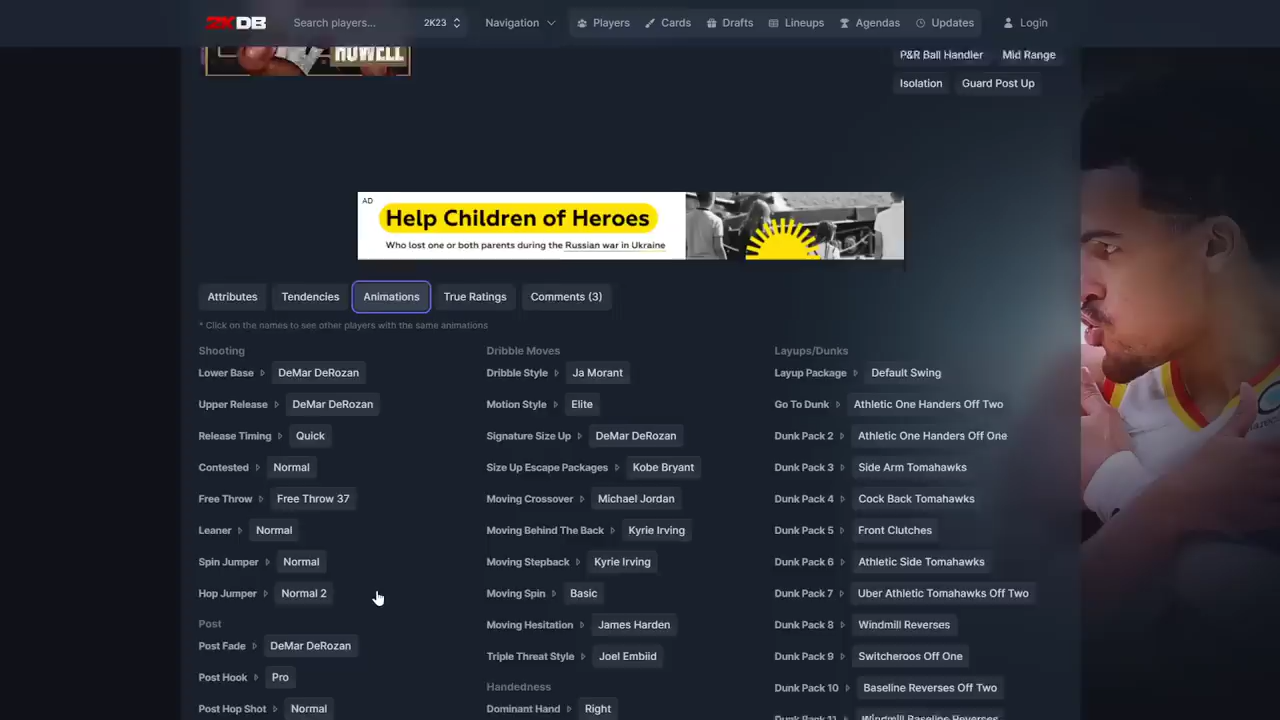 2KDB
Search players...
2K23
Navigation
Players
Cards
Drafts
Lineups
Agendas
Updates
Login
HOWELL
P&R Ball Handler
Mid Range
Isolation
Guard Post Up
AD
Help Children of Heroes
Who lost one or both parents during the Russian war in Ukraine
Attributes
Tendencies
Animations
True Ratings
Comments (3)
* Click on the names to see other players with the same animations
Shooting
Lower Base DeMar DeRozan
Upper Release DeMar DeRozan
Release Timing Quick
Contested Normal
Free Throw Free Throw 37
Leaner Normal
Spin Jumper Normal
Hop Jumper Normal 2
Post
Post Fade DeMar DeRozan
Post Hook Pro
Post Hop Shot Normal
Dribble Moves
Dribble Style Ja Morant
Motion Style Elite
Signature Size Up DeMar DeRozan
Size Up Escape Packages Kobe Bryant
Moving Crossover Michael Jordan
Moving Behind The Back Kyrie Irving
Moving Stepback Kyrie Irving
Moving Spin Basic
Moving Hesitation James Harden
Triple Threat Style Joel Embiid
Handedness
Dominant Hand Right
Layups/Dunks
Layup Package Default Swing
Go To Dunk Athletic One Handers Off Two
Dunk Pack 2 Athletic One Handers Off One
Dunk Pack 3 Side Arm Tomahawks
Dunk Pack 4 Cock Back Tomahawks
Dunk Pack 5 Front Clutches
Dunk Pack 6 Athletic Side Tomahawks
Dunk Pack 7 Uber Athletic Tomahawks Off Two
Dunk Pack 8 Windmill Reverses
Dunk Pack 9 Switcheroos Off One
Dunk Pack 10 Baseline Reverses Off Two
Dunk Pack 11 Windmill Baseline Reverses